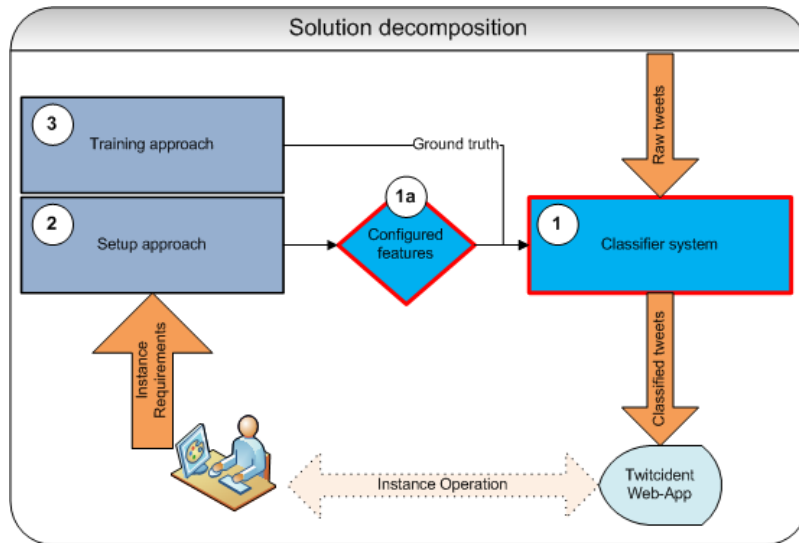 Solution decomposition
3
Training approach
Ground truth
Raw tweets
2
Setup approach
1a
Configured
features
1
Classifier system
Instance
Requirements
Classified tweets
Instance Operation
Twitcident
Web-App